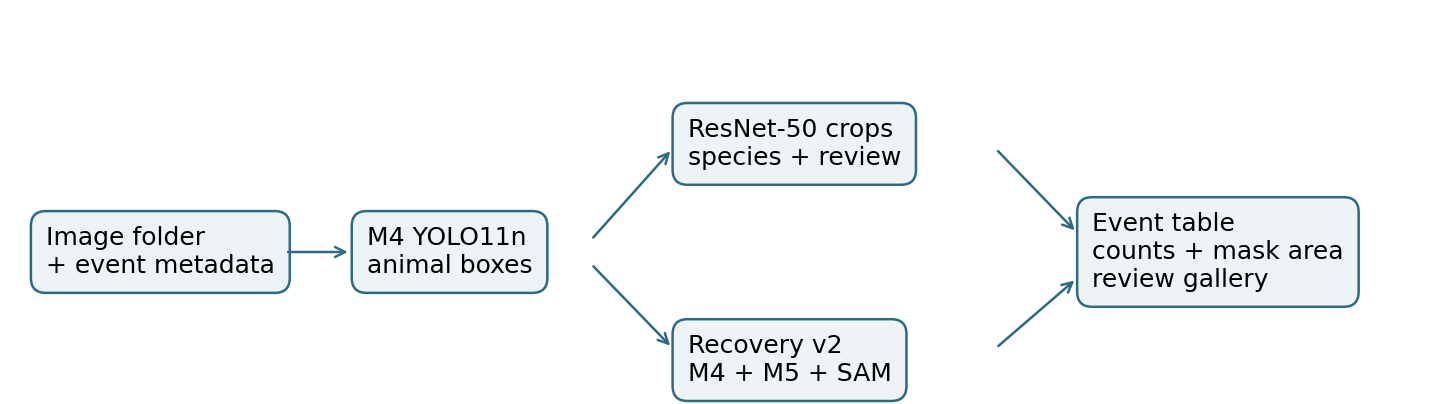 Image folder
+ event metadata
M4 YOLO11n
animal boxes
ResNet-50 crops
species + review
Recovery v2
M4 + M5 + SAM
Event table
counts + mask area
review gallery